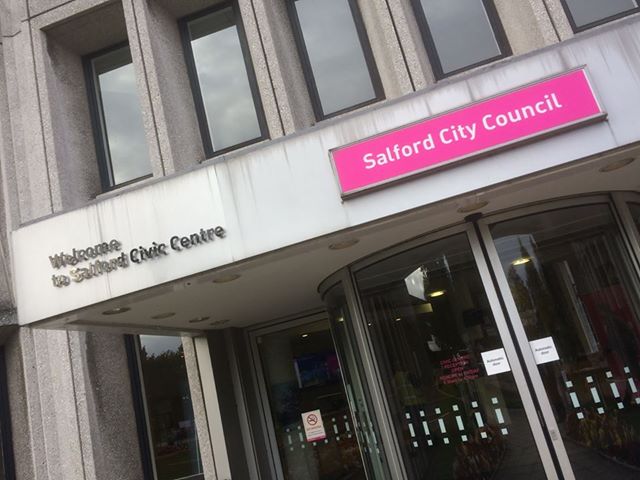 Salford City Council
Welcome
to Salford Civic Centre
Automatic
door
Automatic
door